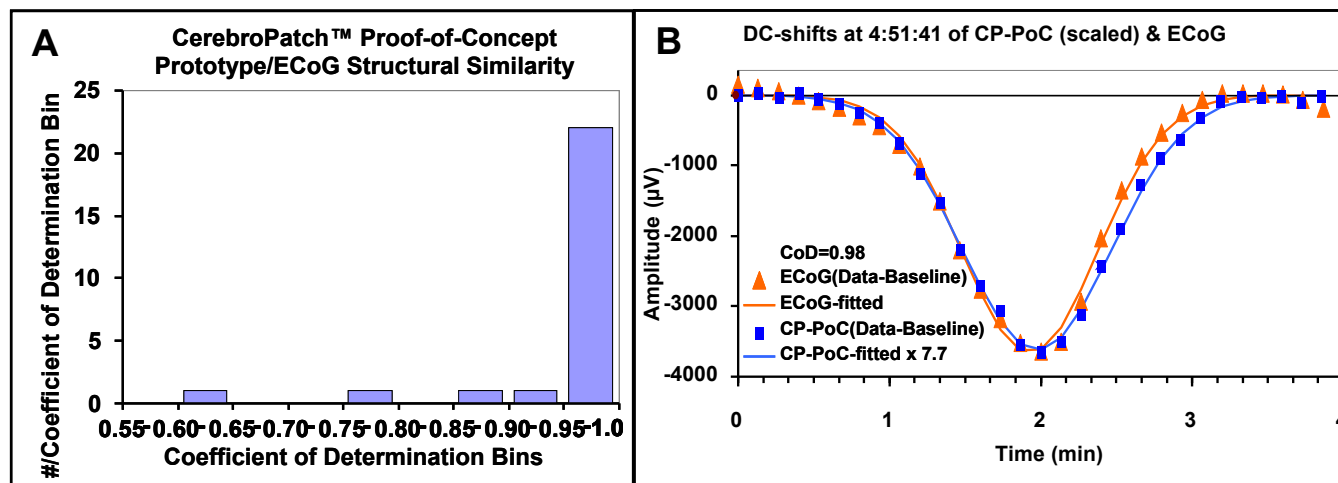 A
CerebroPatch™ Proof-of-Concept
Prototype/ECoG Structural Similarity
#/Coefficient of Determination Bin
25
20
15
10
5
0
0.55-0.60-0.65-0.70-0.75-0.80-0.85-0.90-0.95-1.0
Coefficient of Determination Bins
B
DC-shifts at 4:51:41 of CP-PoC (scaled) & ECoG
Amplitude (µV)
0
-1000
-2000
-3000
-4000
CoD=0.98
ECoG(Data-Baseline)
ECoG-fitted
CP-PoC(Data-Baseline)
CP-PoC-fitted x 7.7
0 1 2 3 4
Time (min)